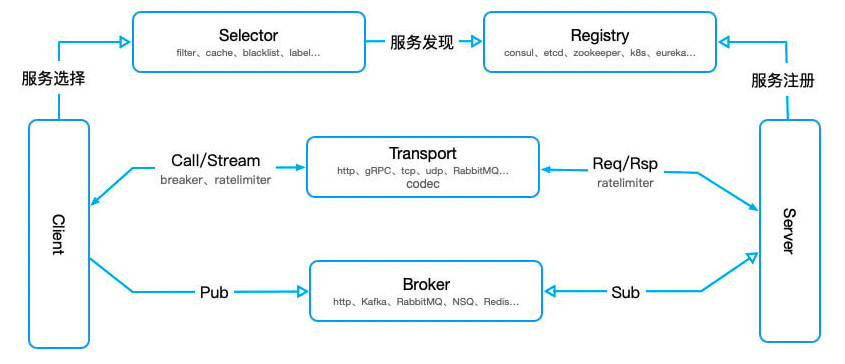 Selector
filter、cache、blacklist、label...
服务发现
Registry
consul、etcd、zookeeper、k8s、eureka...
服务选择
服务注册
Call/Stream
breaker、ratelimiter
Transport
http、gRPC、tcp、udp、RabbitMQ...
codec
Req/Rsp
ratelimiter
Client
Server
Pub
Broker
http、Kafka、RabbitMQ、NSQ、Redis...
Sub